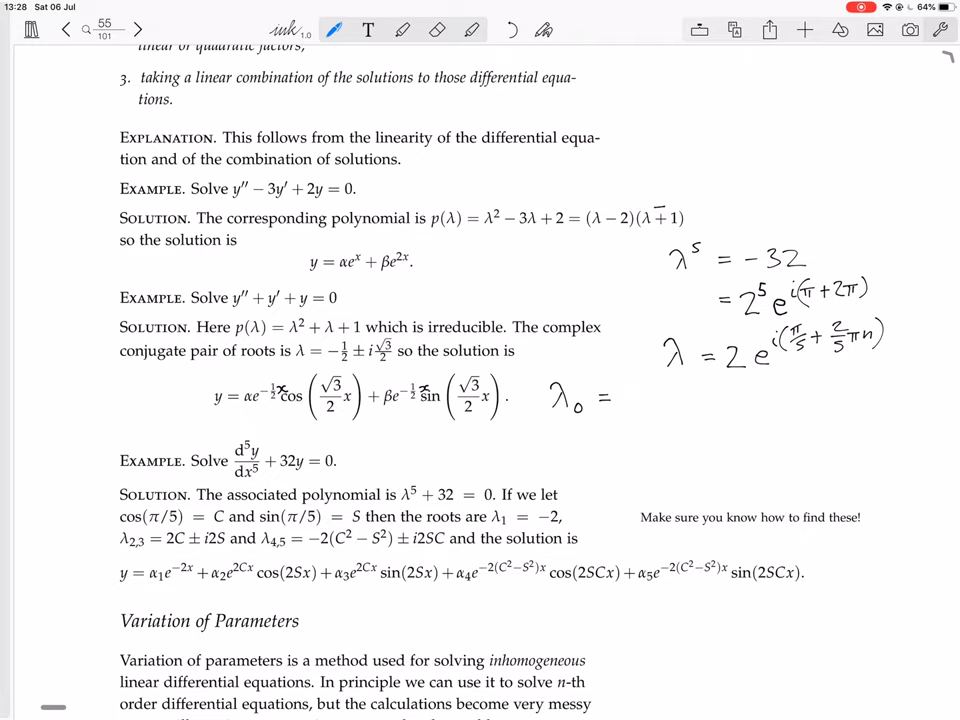 13:28 Sat 06 Jul
64%
55
101
ink 1.0
T
linear or quadratic factors,
3. taking a linear combination of the solutions to those differential equa-
tions.
EXPLANATION. This follows from the linearity of the differential equa-
tion and of the combination of solutions.
EXAMPLE. Solve y″ − 3y′ + 2y = 0.
SOLUTION. The corresponding polynomial is p(λ) = λ² − 3λ + 2 = (λ − 2)(λ + 1)
−
so the solution is
y = αeˣ + βe²ˣ.
λ⁵ = −32
= 2⁵ e^{i(π + 2π)}
EXAMPLE. Solve y″ + y′ + y = 0
SOLUTION. Here p(λ) = λ² + λ + 1 which is irreducible. The complex
conjugate pair of roots is λ = −1/2 ± i√3/2 so the solution is
λ = 2 e^{i(π/5 + 2/5 πn)}
y = αe^{−1/2 x} cos(√3/2 x) + βe^{−1/2 x} sin(√3/2 x).
λ₀ =
EXAMPLE. Solve d⁵y/dx⁵ + 32y = 0.
SOLUTION. The associated polynomial is λ⁵ + 32 = 0. If we let
cos(π/5) = C and sin(π/5) = S then the roots are λ₁ = −2,
Make sure you know how to find these!
λ₂,₃ = 2C ± i2S and λ₄,₅ = −2(C² − S²) ± i2SC and the solution is
y = α₁e^{−2x} + α₂e^{2Cx} cos(2Sx) + α₃e^{2Cx} sin(2Sx) + α₄e^{−2(C²−S²)x} cos(2SCx) + α₅e^{−2(C²−S²)x} sin(2SCx).
Variation of Parameters
Variation of parameters is a method used for solving inhomogeneous
linear differential equations. In principle we can use it to solve n-th
order differential equations, but the calculations become very messy